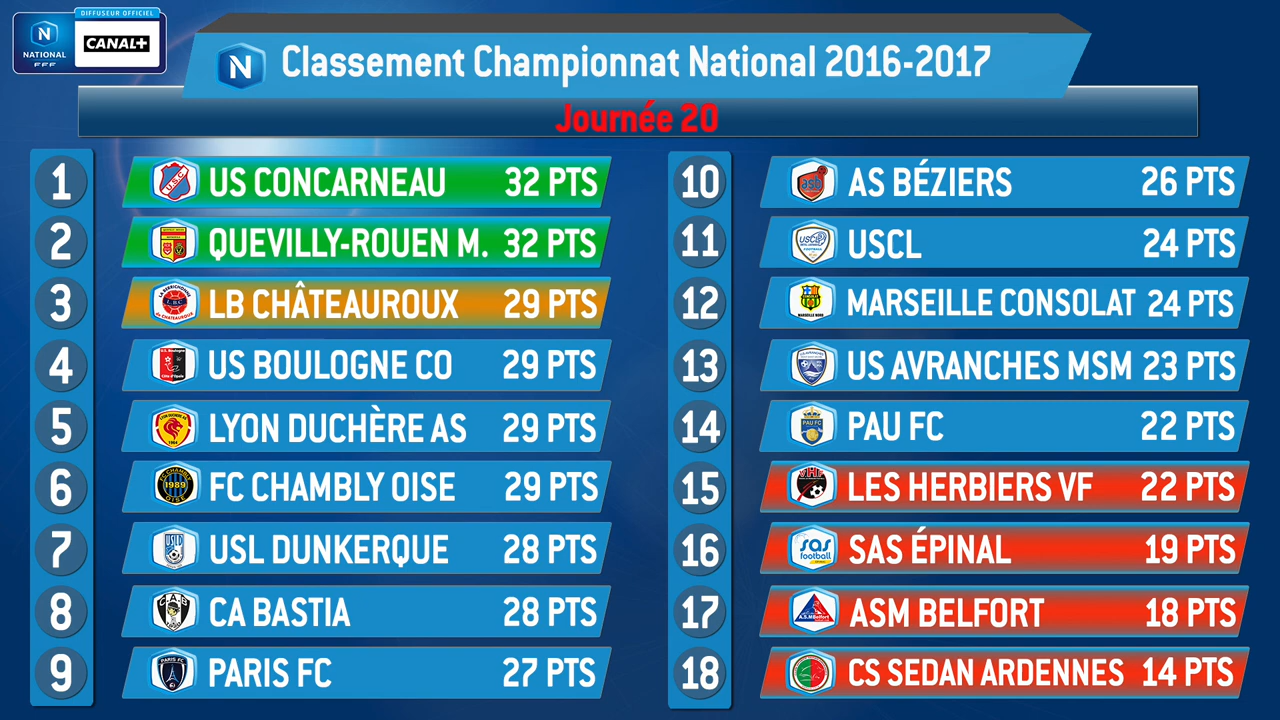 DIFFUSEUR OFFICIEL
N
NATIONAL
FFF
CANAL+
N Classement Championnat National 2016-2017
Journée 20
1 US CONCARNEAU 32 PTS
2 QUEVILLY-ROUEN M. 32 PTS
3 LB CHÂTEAUROUX 29 PTS
4 US BOULOGNE CO 29 PTS
5 LYON DUCHÈRE AS 29 PTS
6 FC CHAMBLY OISE 29 PTS
7 USL DUNKERQUE 28 PTS
8 CA BASTIA 28 PTS
9 PARIS FC 27 PTS
10 AS BÉZIERS 26 PTS
11 USCL 24 PTS
12 MARSEILLE CONSOLAT 24 PTS
13 US AVRANCHES MSM 23 PTS
14 PAU FC 22 PTS
15 LES HERBIERS VF 22 PTS
16 SAS ÉPINAL 19 PTS
17 ASM BELFORT 18 PTS
18 CS SEDAN ARDENNES 14 PTS